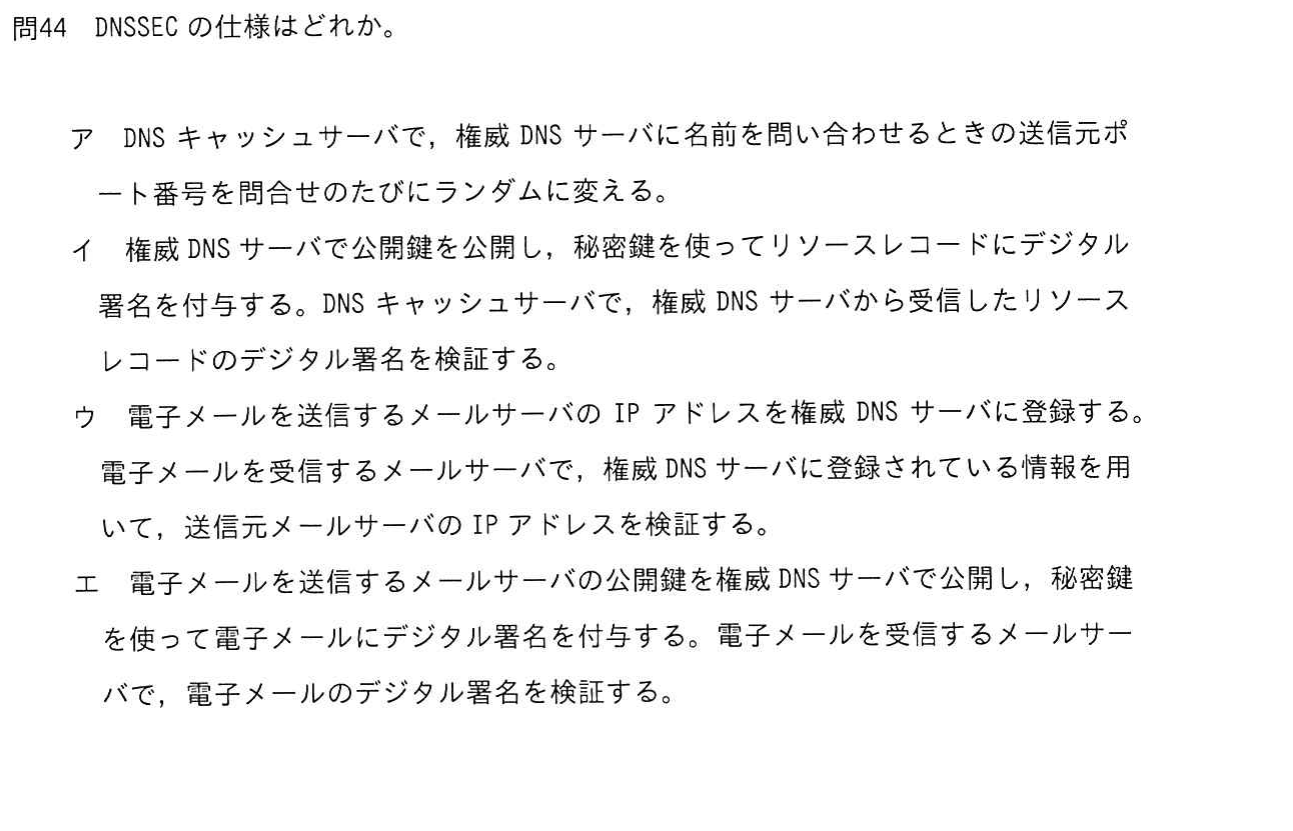 問44 DNSSEC の仕様はどれか。
ア DNS キャッシュサーバで，権威 DNS サーバに名前を問い合わせるときの送信元ポ
ート番号を問合せのたびにランダムに変える。
イ 権威 DNS サーバで公開鍵を公開し，秘密鍵を使ってリソースレコードにデジタル
署名を付与する。DNS キャッシュサーバで，権威 DNS サーバから受信したリソース
レコードのデジタル署名を検証する。
ウ 電子メールを送信するメールサーバの IP アドレスを権威 DNS サーバに登録する。
電子メールを受信するメールサーバで，権威 DNS サーバに登録されている情報を用
いて，送信元メールサーバの IP アドレスを検証する。
エ 電子メールを送信するメールサーバの公開鍵を権威 DNS サーバで公開し，秘密鍵
を使って電子メールにデジタル署名を付与する。電子メールを受信するメールサー
バで，電子メールのデジタル署名を検証する。